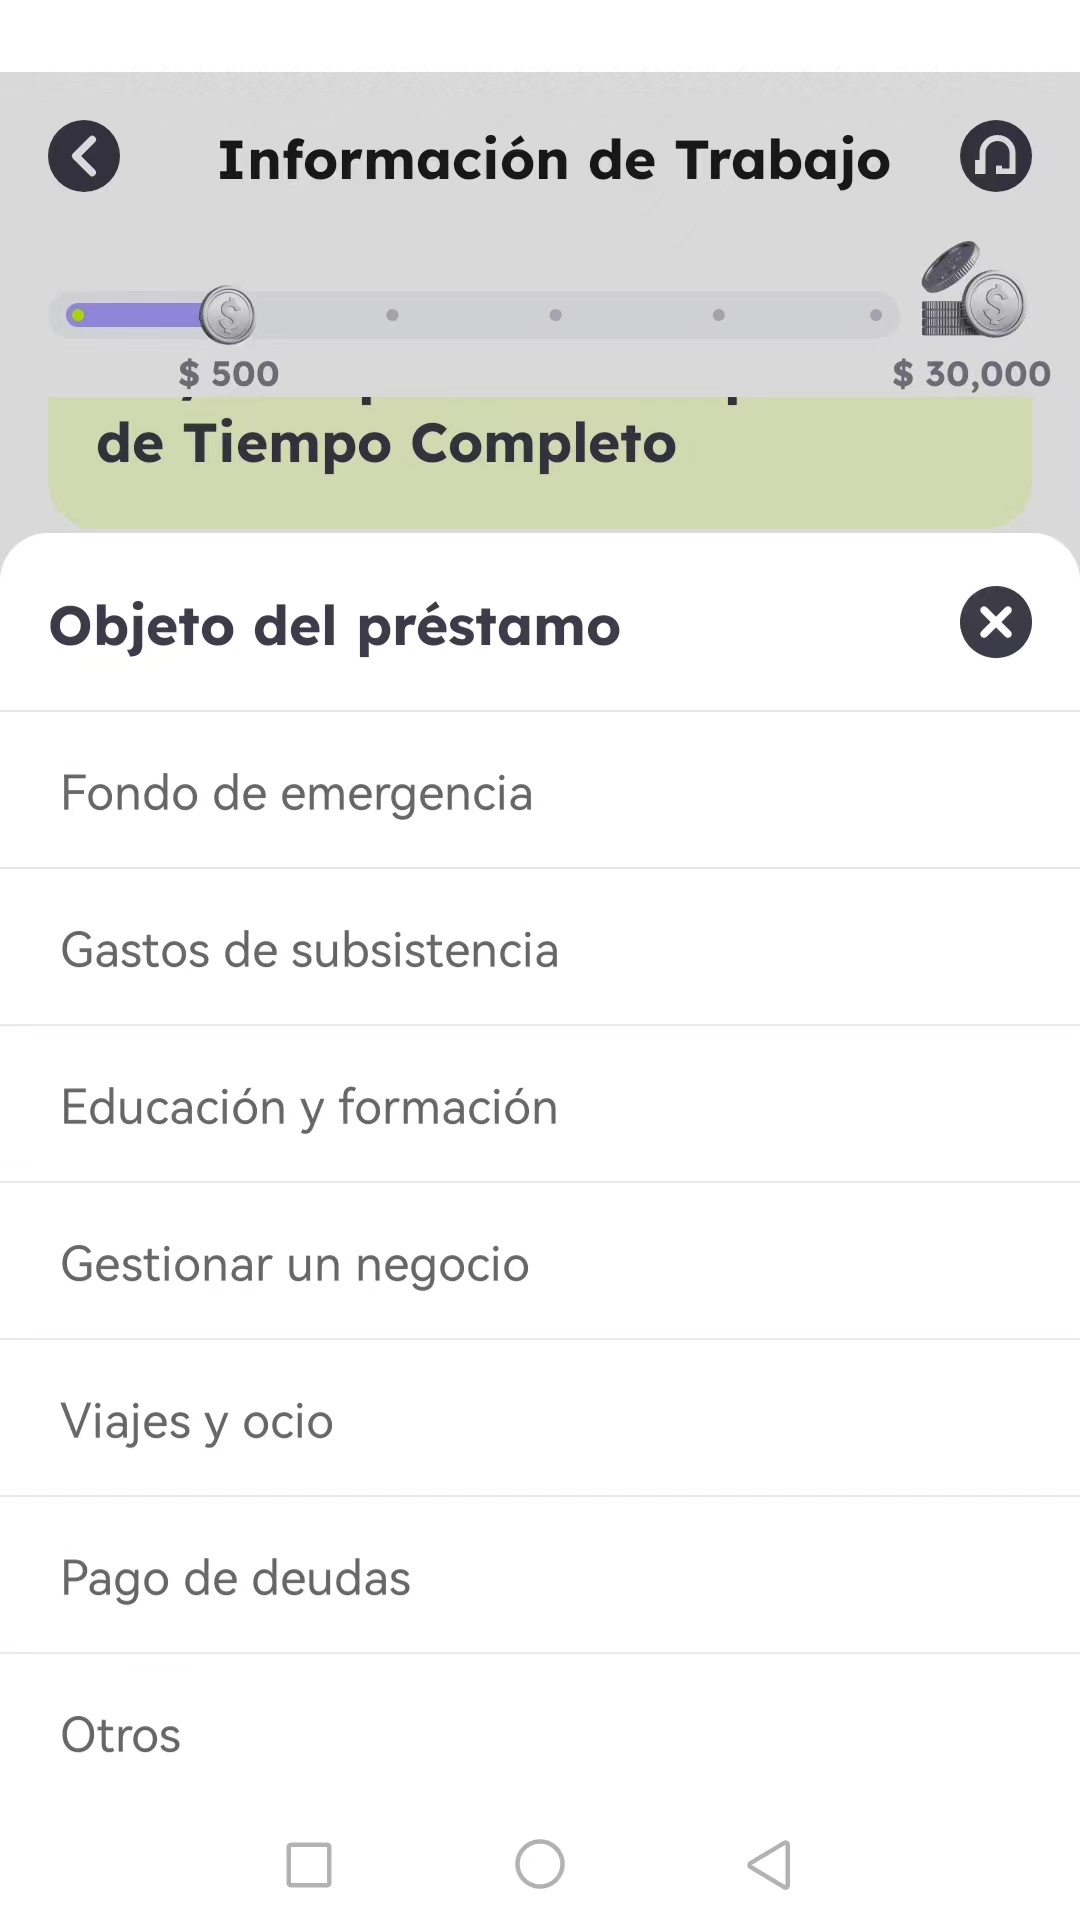 Información de Trabajo
$ 500
$ 30,000
de Tiempo Completo
Objeto del préstamo
Fondo de emergencia
Gastos de subsistencia
Educación y formación
Gestionar un negocio
Viajes y ocio
Pago de deudas
Otros